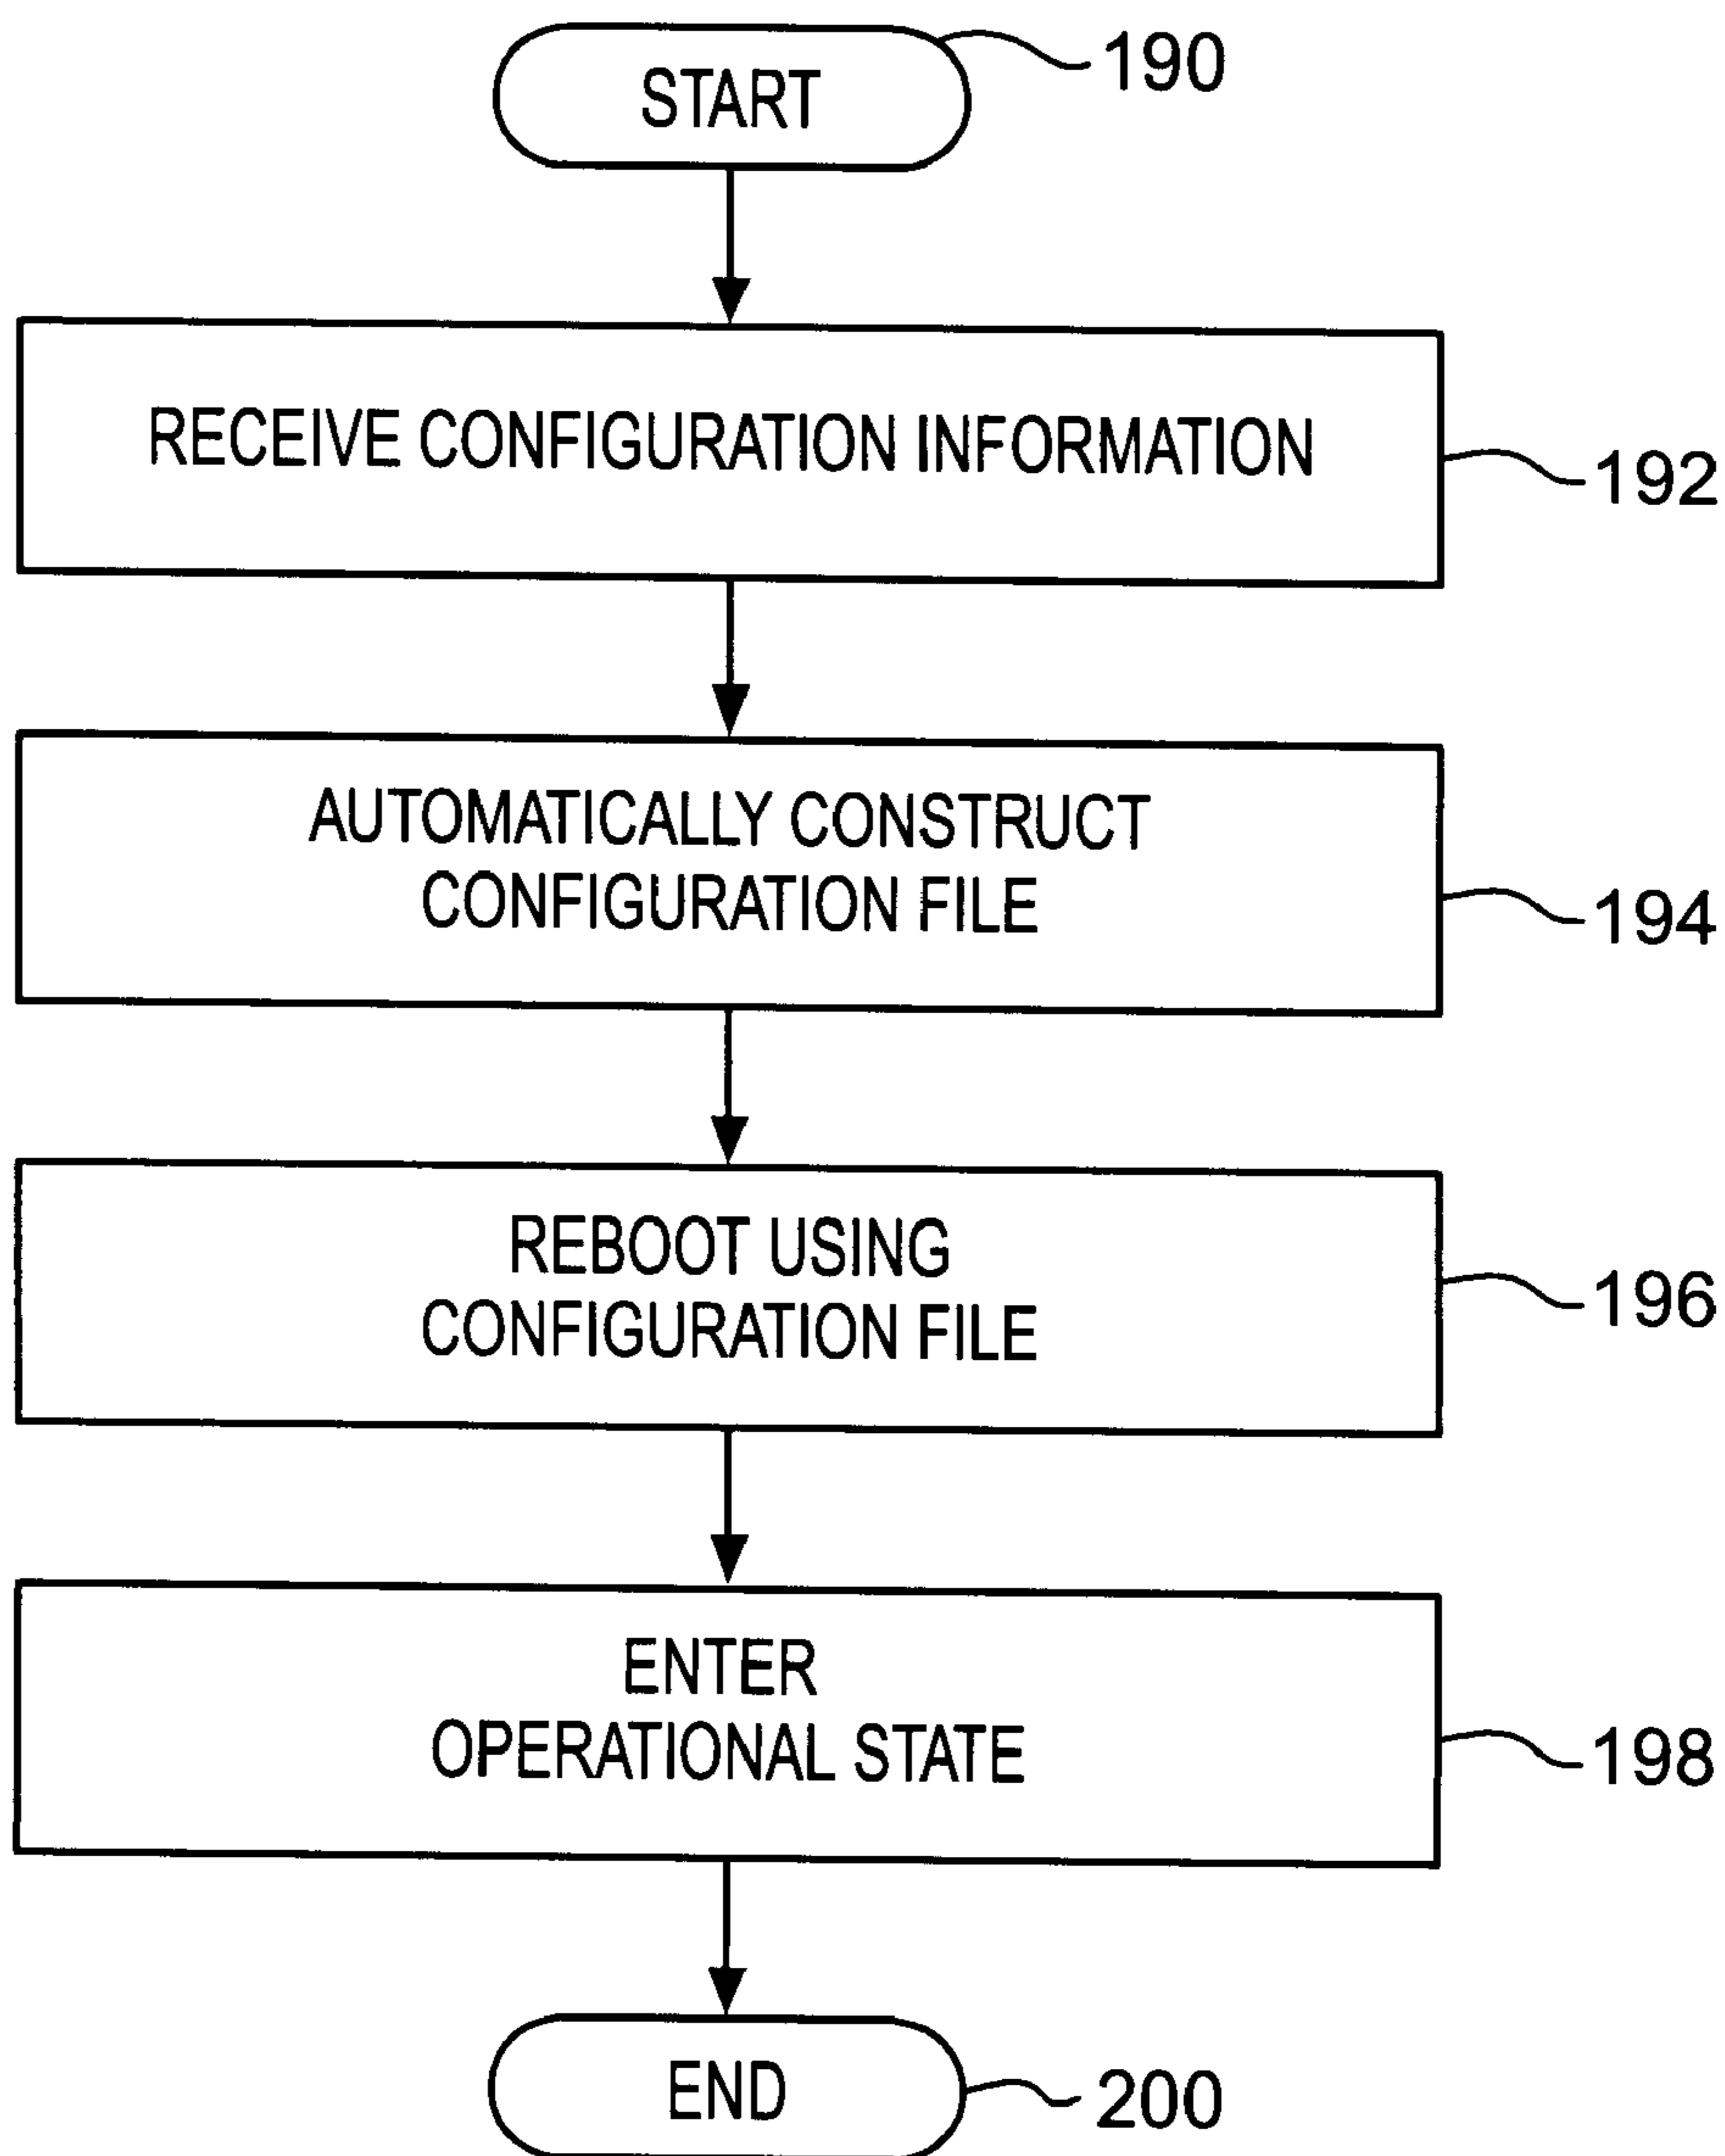 START
190
RECEIVE CONFIGURATION INFORMATION
192
AUTOMATICALLY CONSTRUCT
CONFIGURATION FILE
194
REBOOT USING
CONFIGURATION FILE
196
ENTER
OPERATIONAL STATE
198
END
200